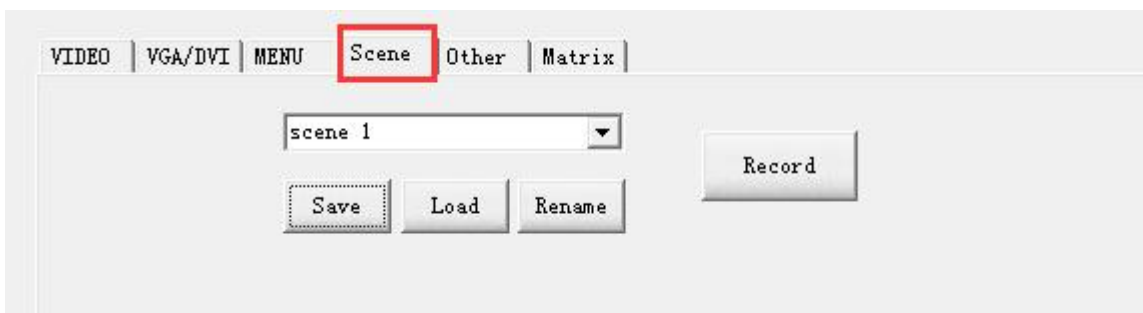 VIDEO VGA/DVI MENU Scene Other Matrix
scene 1
Record
Save Load Rename